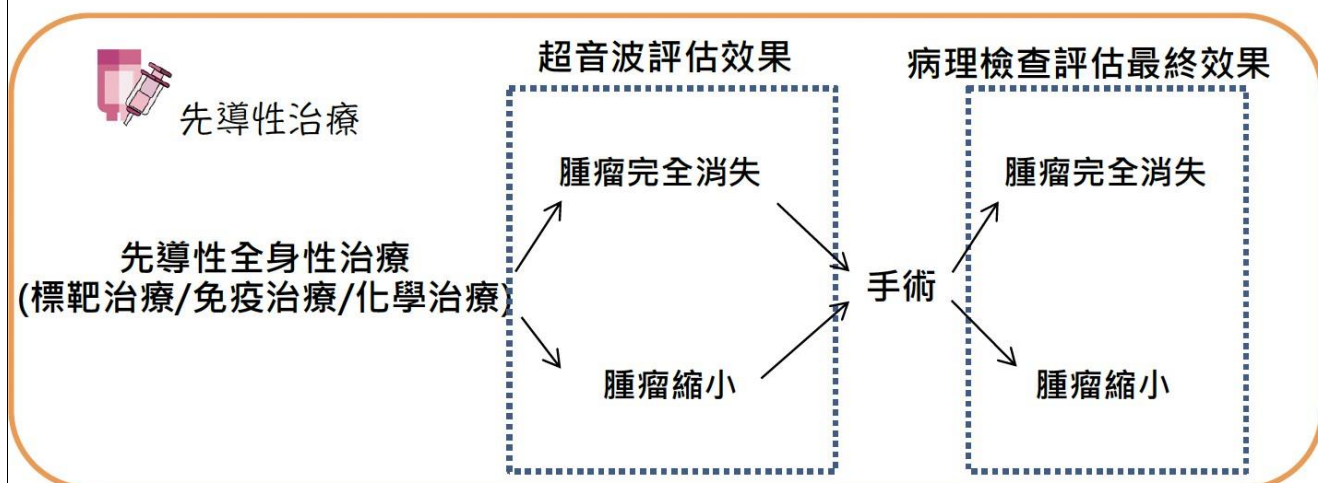 先導性治療
超音波評估效果
病理檢查評估最終效果
腫瘤完全消失
腫瘤完全消失
先導性全身性治療
(標靶治療/免疫治療/化學治療)
手術
腫瘤縮小
腫瘤縮小